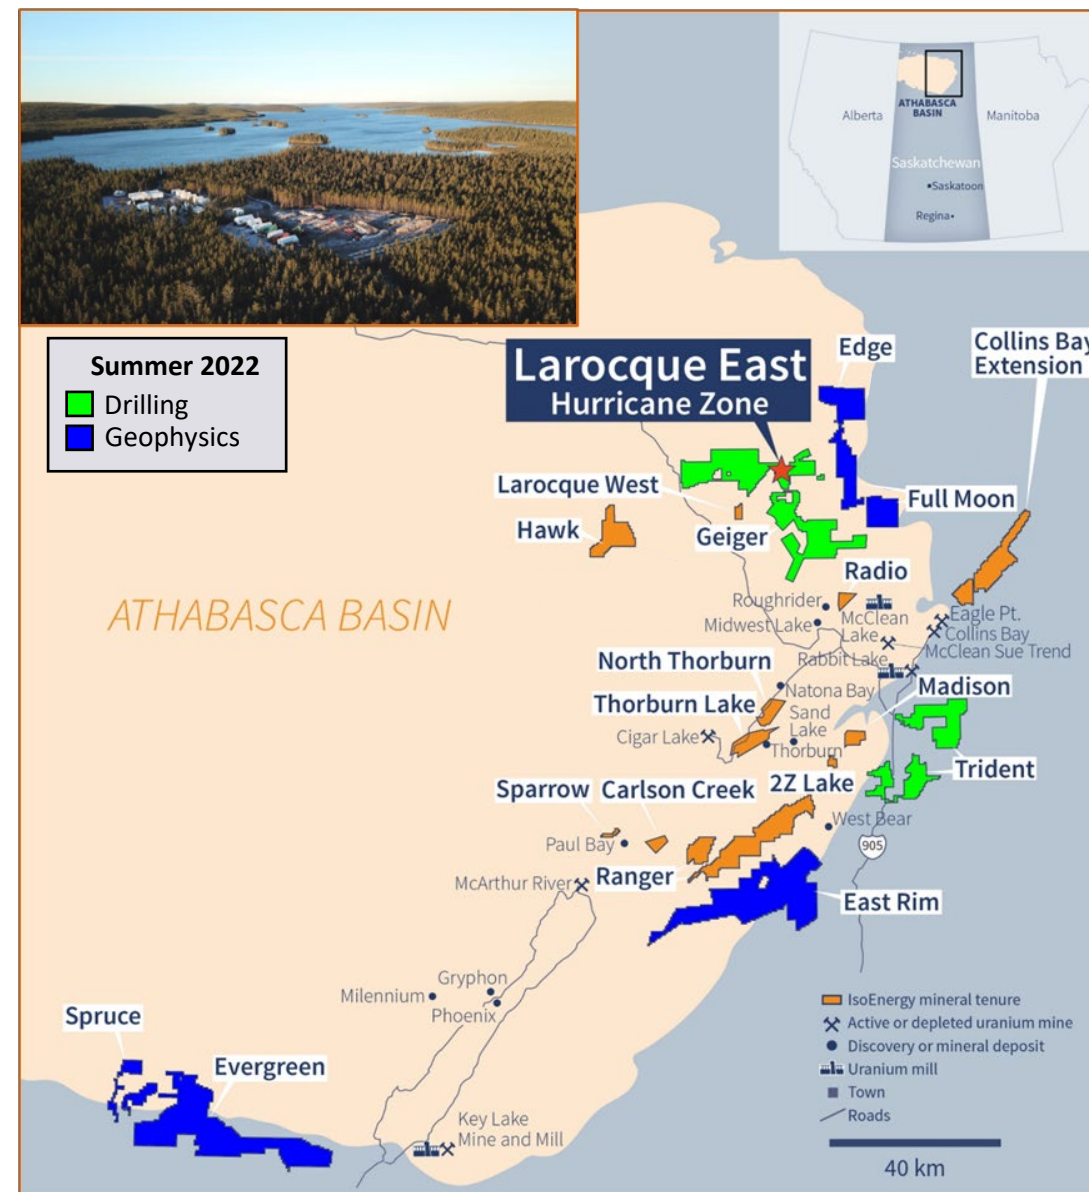 Alberta
ATHABASCA
BASIN
Manitoba
Saskatchewan
Saskatoon
Regina
Summer 2022
Drilling
Geophysics
Larocque East
Hurricane Zone
Edge
Collins Bay
Extension
Larocque West
Hawk
Geiger
Full Moon
Radio
ATHABASCA BASIN
Roughrider
Midwest Lake
McClean
Lake
Eagle Pt.
Collins Bay
McClean Sue Trend
Rabbit Lake
North Thorburn
Natona Bay
Madison
Thorburn Lake
Sand
Lake
Cigar Lake
Thorburn
Trident
2Z Lake
Sparrow
Carlson Creek
West Bear
Paul Bay
905
McArthur River
Ranger
East Rim
Gryphon
Milennium
Phoenix
Spruce
Evergreen
Key Lake
Mine and Mill
IsoEnergy mineral tenure
Active or depleted uranium mine
Discovery or mineral deposit
Uranium mill
Town
Roads
40 km